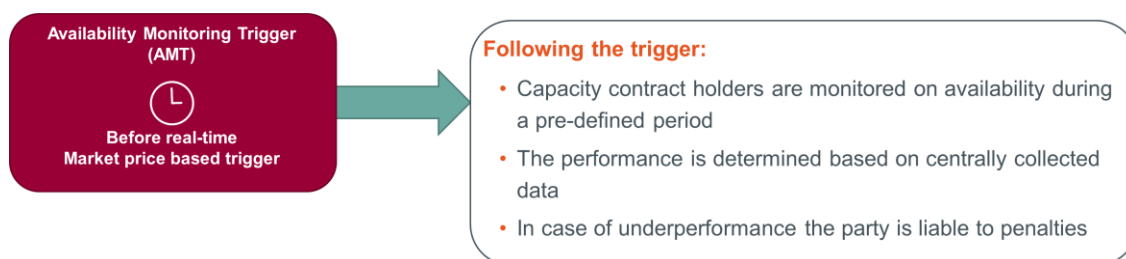 Availability Monitoring Trigger
(AMT)
Before real-time
Market price based trigger
Following the trigger:
• Capacity contract holders are monitored on availability during
a pre-defined period
• The performance is determined based on centrally collected
data
• In case of underperformance the party is liable to penalties